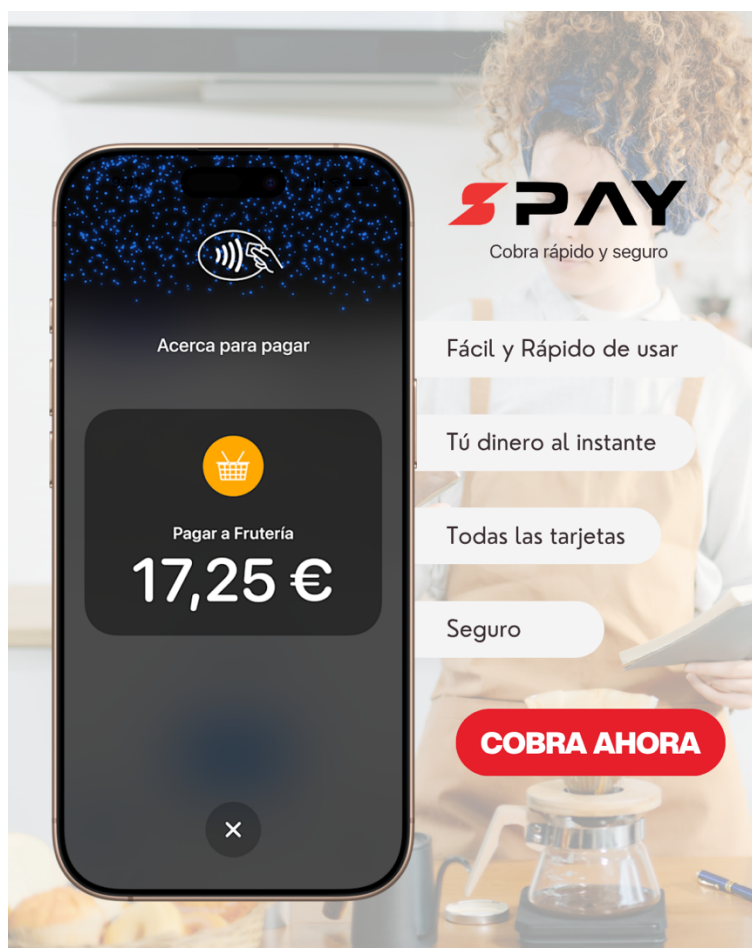 Acerca para pagar
Pagar a Frutería
17,25 €
SPAY
Cobra rápido y seguro
Fácil y Rápido de usar
Tú dinero al instante
Todas las tarjetas
Seguro
COBRA AHORA